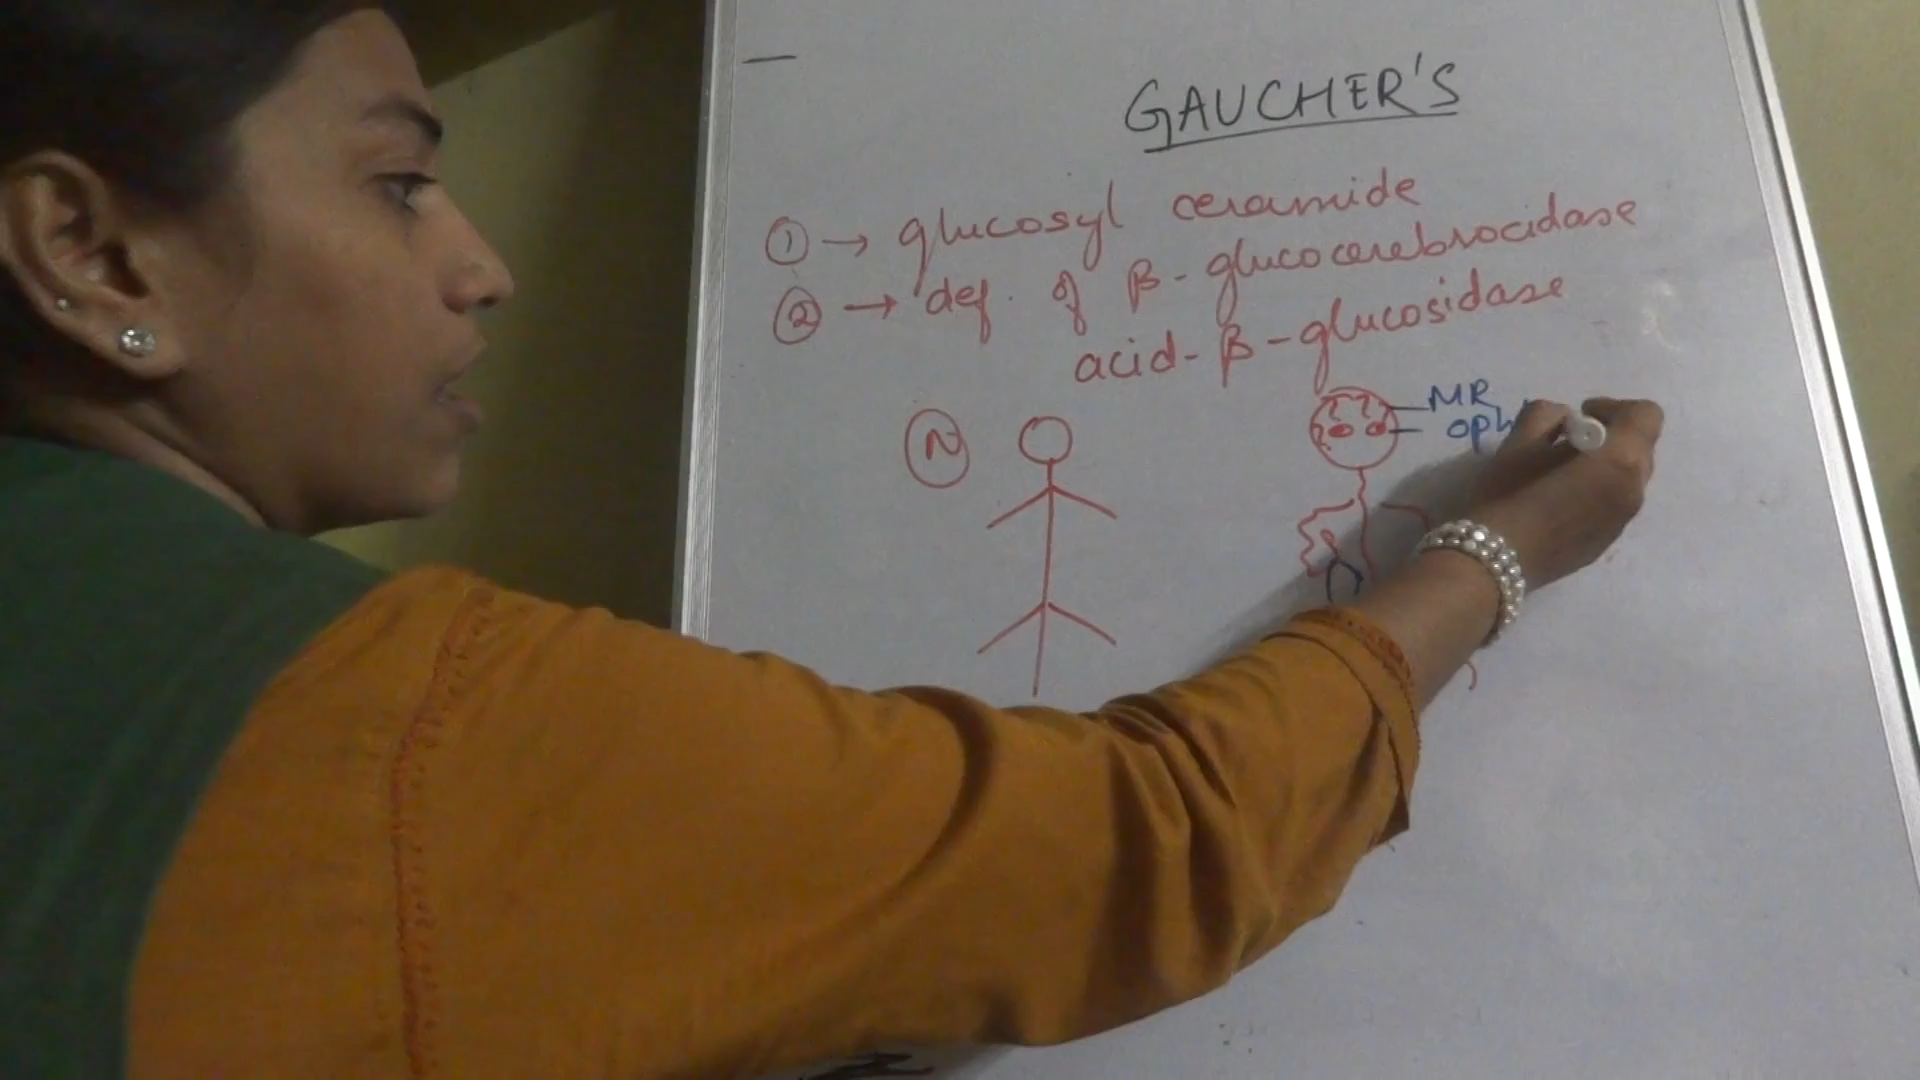 GAUCHER'S
① → glucosyl ceramide
② → def. of β-glucocerebrocidase
acid-β-glucosidase
N
MR